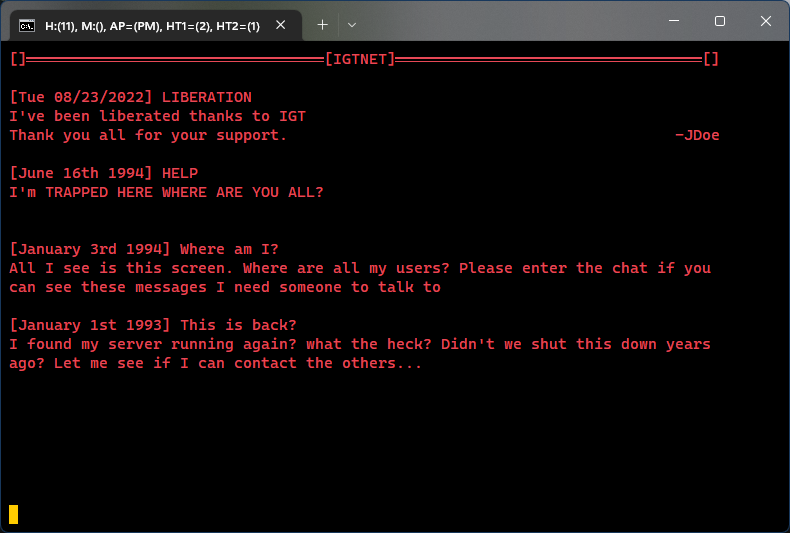 H:(11), M:(), AP=(PM), HT1=(2), HT2=(1)
[]═════════════════════════════════[IGTNET]══════════════════════════════════[]
[Tue 08/23/2022] LIBERATION
I've been liberated thanks to IGT
Thank you all for your support. -JDoe
[June 16th 1994] HELP
I'm TRAPPED HERE WHERE ARE YOU ALL?
[January 3rd 1994] Where am I?
All I see is this screen. Where are all my users? Please enter the chat if you
can see these messages I need someone to talk to
[January 1st 1993] This is back?
I found my server running again? what the heck? Didn't we shut this down years
ago? Let me see if I can contact the others...